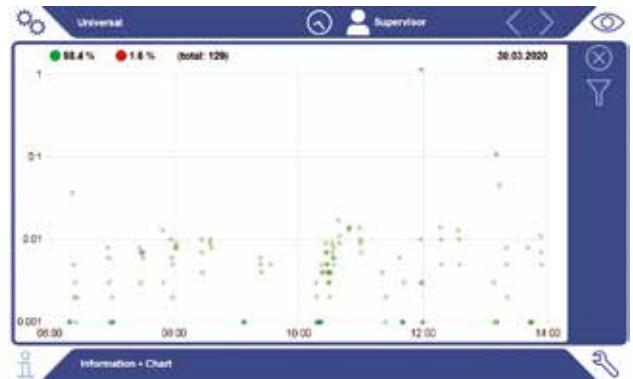 Universal
Supervisor
98.4 % 1.6 % (total: 129) 30.03.2020
1
0.1
0.01
0.001
06:00 08:00 10:00 12:00 14:00
Information • Chart